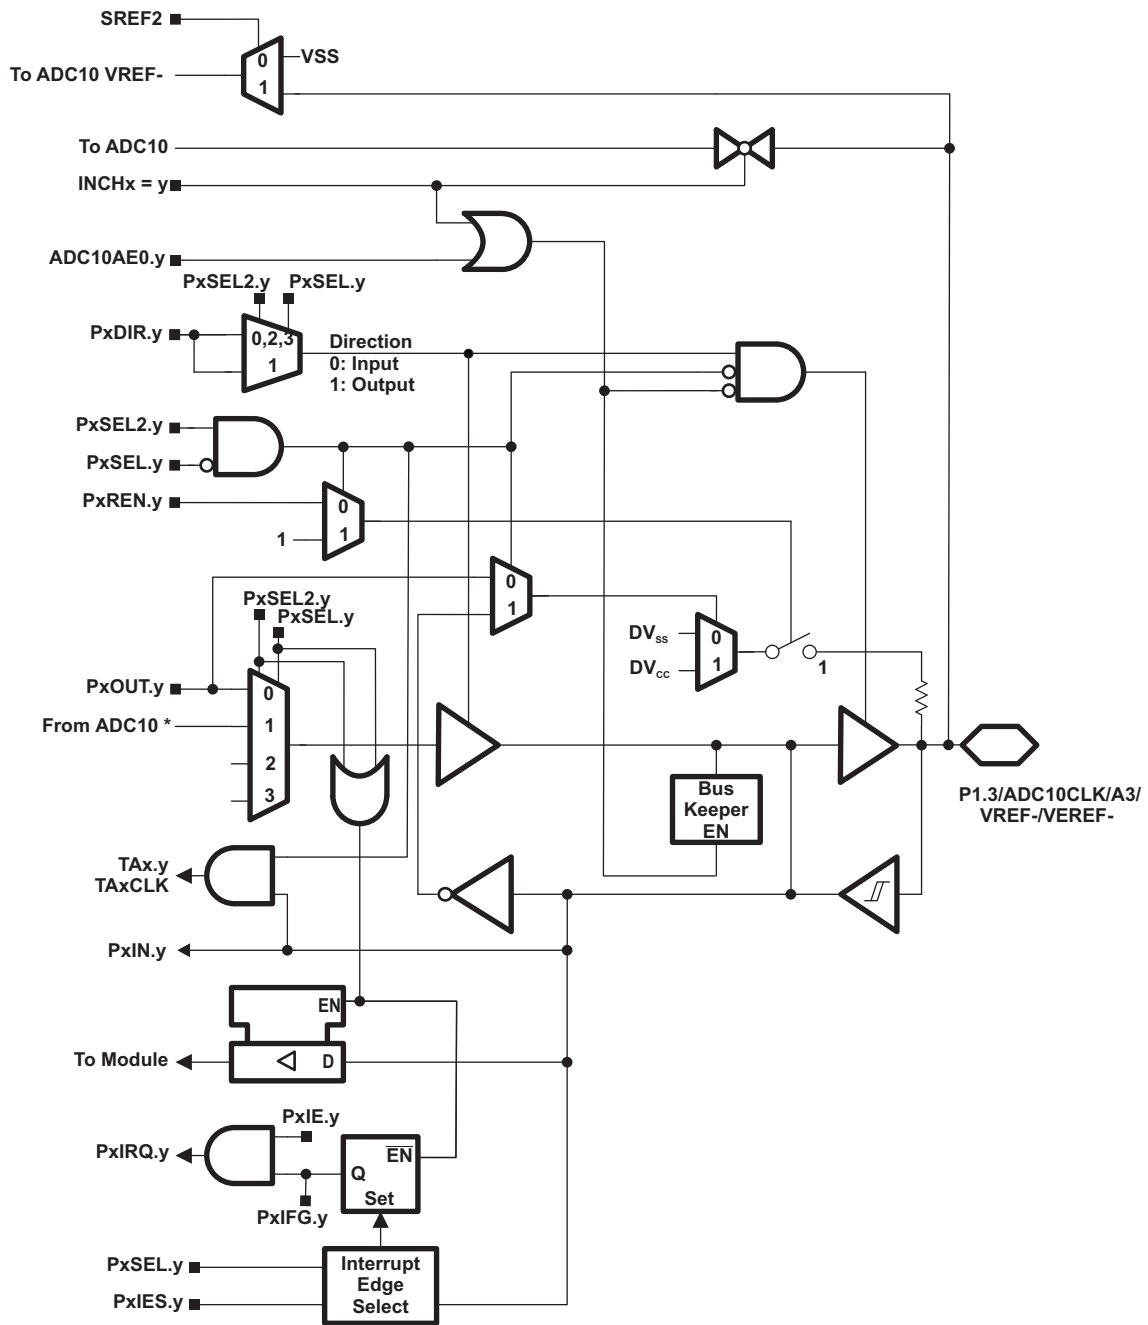 SREF2
VSS
0
To ADC10 VREF-
1
To ADC10
INCHx = y
ADC10AE0.y
PxSEL2.y
PxSEL.y
PxDIR.y
0,2,3
1
Direction
0: Input
1: Output
PxSEL2.y
PxSEL.y
PxREN.y
0
1
1
0
1
PxSEL2.y
PxSEL.y
DVss
0
DVcc
1
1
PxOUT.y
0
From ADC10 *
1
2
3
Bus
Keeper
EN
P1.3/ADC10CLK/A3/
VREF-/VEREF-
TAx.y
TAxCLK
PxIN.y
EN
To Module
D
PxIE.y
PxIRQ.y
EN
Q
Set
PxIFG.y
PxSEL.y
PxIES.y
Interrupt
Edge
Select